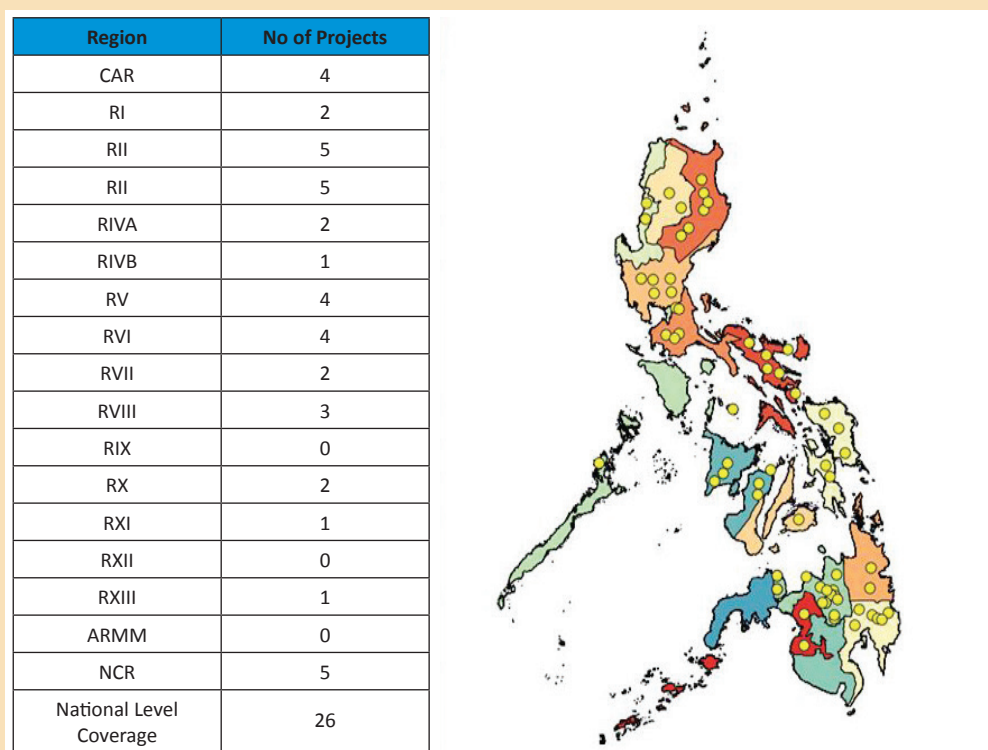 Region No of Projects
CAR 4
RI 2
RII 5
RII 5
RIVA 2
RIVB 1
RV 4
RVI 4
RVII 2
RVIII 3
RIX 0
RX 2
RXI 1
RXII 0
RXIII 1
ARMM 0
NCR 5
National Level
Coverage 26